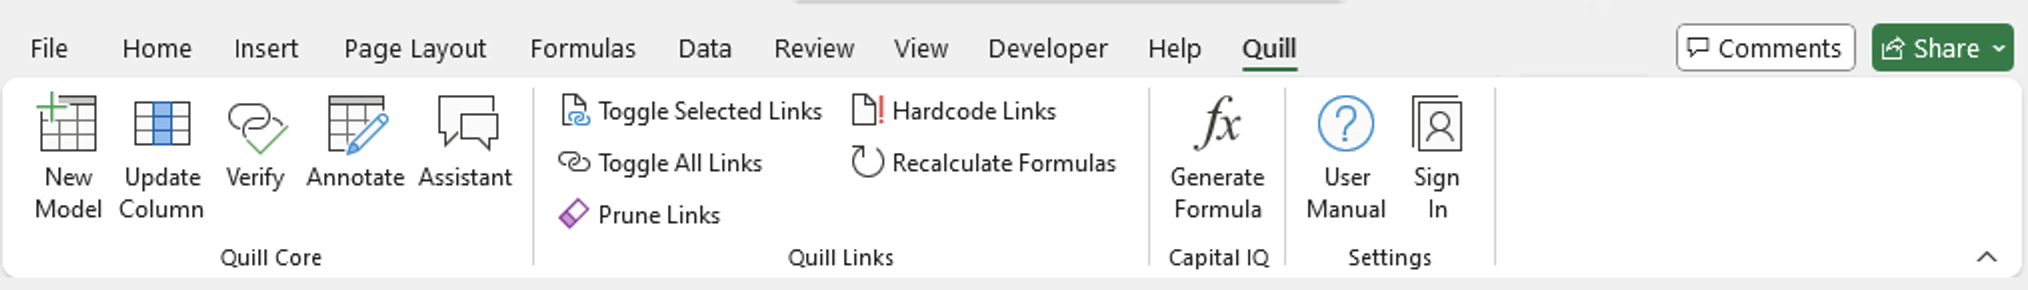 File Home Insert Page Layout Formulas Data Review View Developer Help Quill Comments Share
New Model
Update Column
Verify
Annotate
Assistant
Quill Core
Toggle Selected Links
Toggle All Links
Prune Links
Hardcode Links
Recalculate Formulas
Quill Links
fx
Generate Formula
Capital IQ
?
User Manual
Sign In
Settings